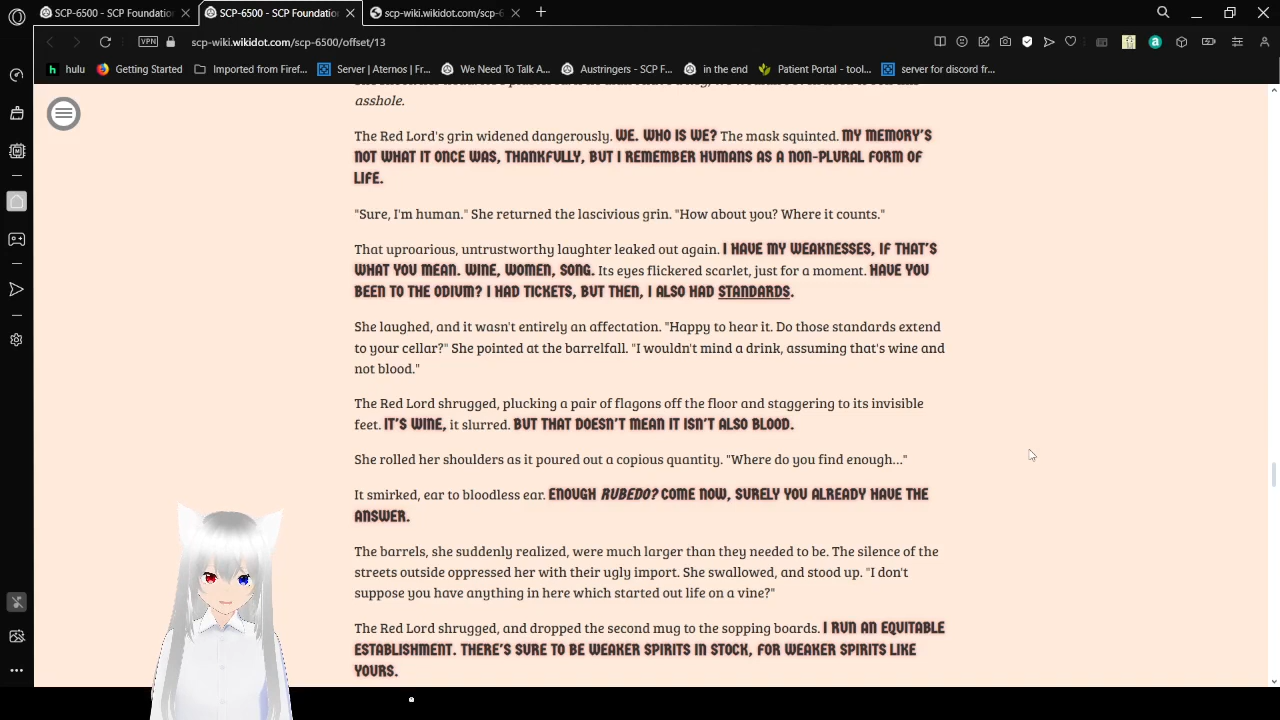 SCP-6500 - SCP Foundatio
SCP-6500 - SCP Foundatio
scp-wiki.wikidot.com/scp-6
VPN
scp-wiki.wikidot.com/scp-6500/offset/13
hulu
Getting Started
Imported from Firef...
Server | Aternos | Fr...
We Need To Talk A...
Austringers - SCP F...
in the end
Patient Portal - tool...
server for discord fr...
asshole.
The Red Lord's grin widened dangerously. WE. WHO IS WE? The mask squinted. MY MEMORY'S
NOT WHAT IT ONCE WAS, THANKFULLY, BUT I REMEMBER HUMANS AS A NON-PLURAL FORM OF
LIFE.
"Sure, I'm human." She returned the lascivious grin. "How about you? Where it counts."
That uproarious, untrustworthy laughter leaked out again. I HAVE MY WEAKNESSES, IF THAT'S
WHAT YOU MEAN. WINE, WOMEN, SONG. Its eyes flickered scarlet, just for a moment. HAVE YOU
BEEN TO THE ODIUM? I HAD TICKETS, BUT THEN, I ALSO HAD STANDARDS.
She laughed, and it wasn't entirely an affectation. "Happy to hear it. Do those standards extend
to your cellar?" She pointed at the barrelfall. "I wouldn't mind a drink, assuming that's wine and
not blood."
The Red Lord shrugged, plucking a pair of flagons off the floor and staggering to its invisible
feet. IT'S WINE, it slurred. BUT THAT DOESN'T MEAN IT ISN'T ALSO BLOOD.
She rolled her shoulders as it poured out a copious quantity. "Where do you find enough..."
It smirked, ear to bloodless ear. ENOUGH RUBEDO? COME NOW, SURELY YOU ALREADY HAVE THE
ANSWER.
The barrels, she suddenly realized, were much larger than they needed to be. The silence of the
streets outside oppressed her with their ugly import. She swallowed, and stood up. "I don't
suppose you have anything in here which started out life on a vine?"
The Red Lord shrugged, and dropped the second mug to the sopping boards. I RUN AN EQUITABLE
ESTABLISHMENT. THERE'S SURE TO BE WEAKER SPIRITS IN STOCK, FOR WEAKER SPIRITS LIKE
YOURS.